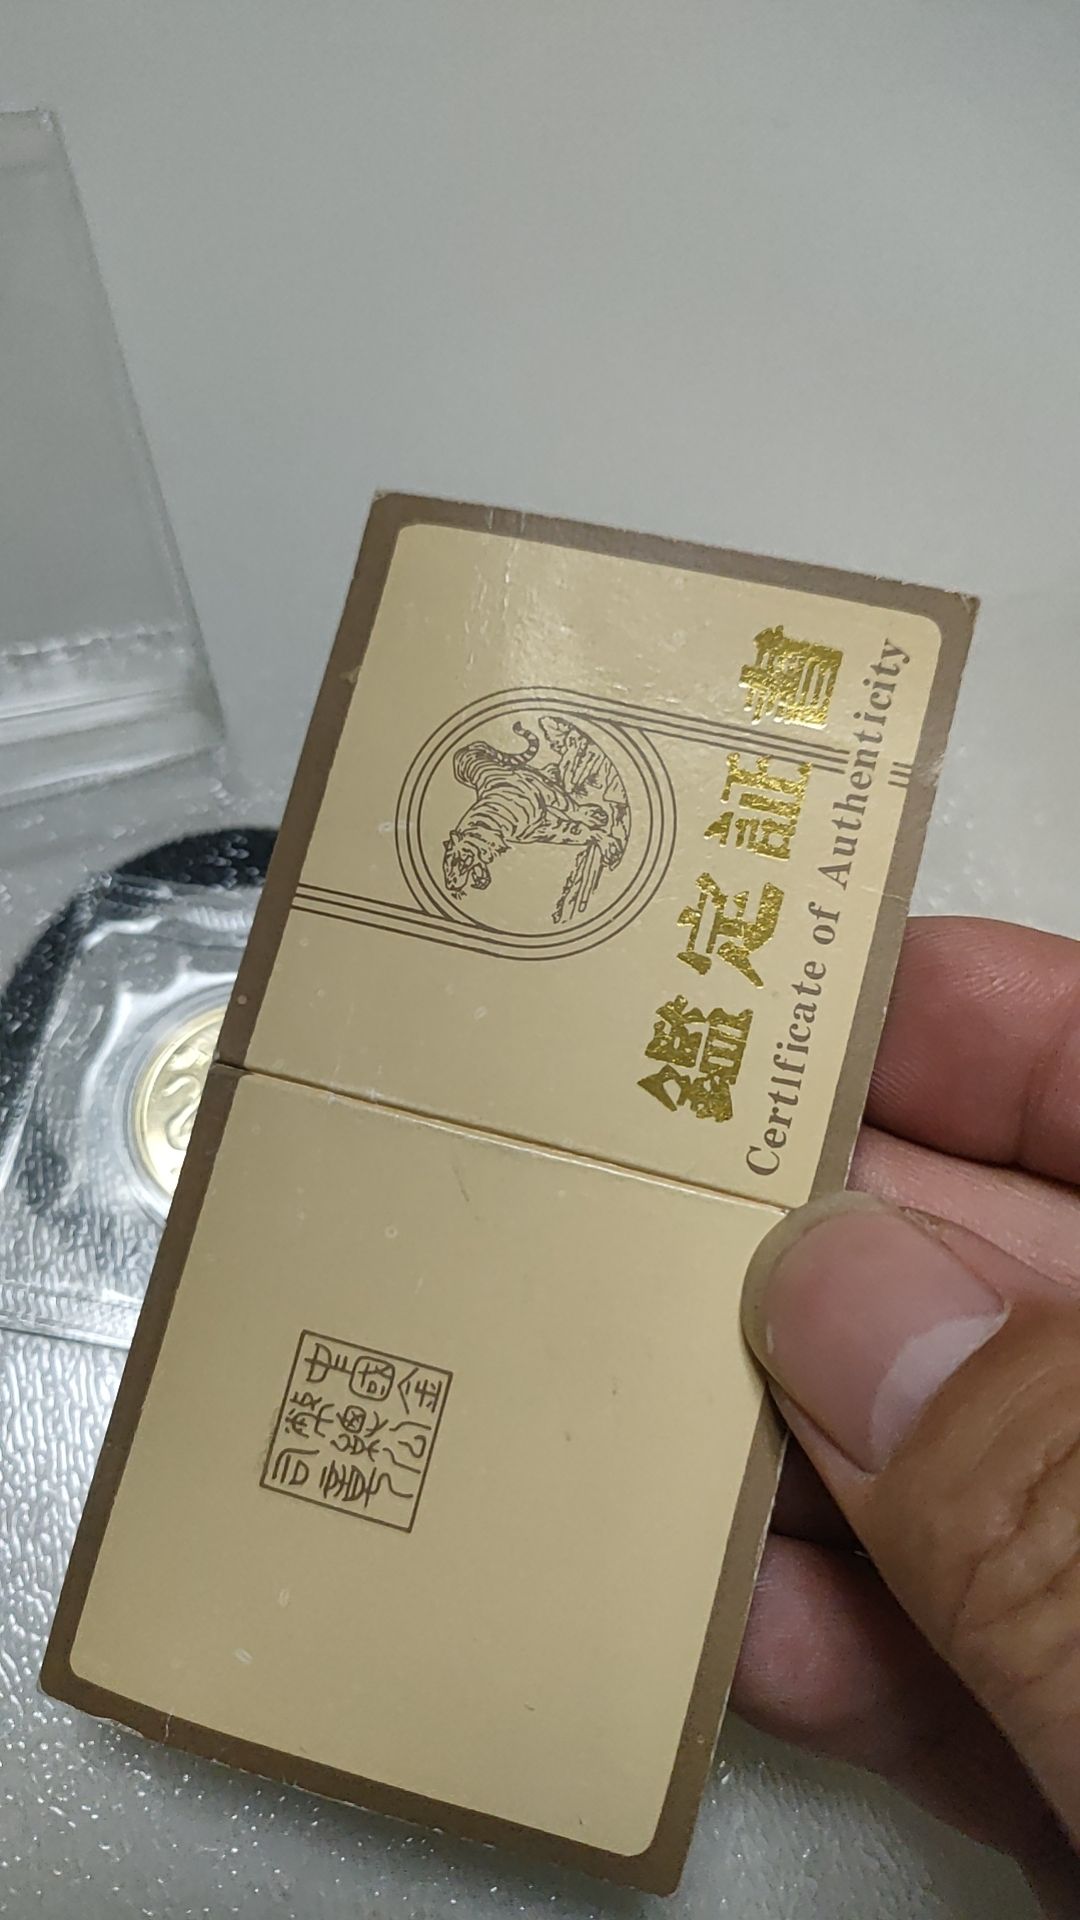 鑑定証書
Certificate of Authenticity
中國金
幣總公
司